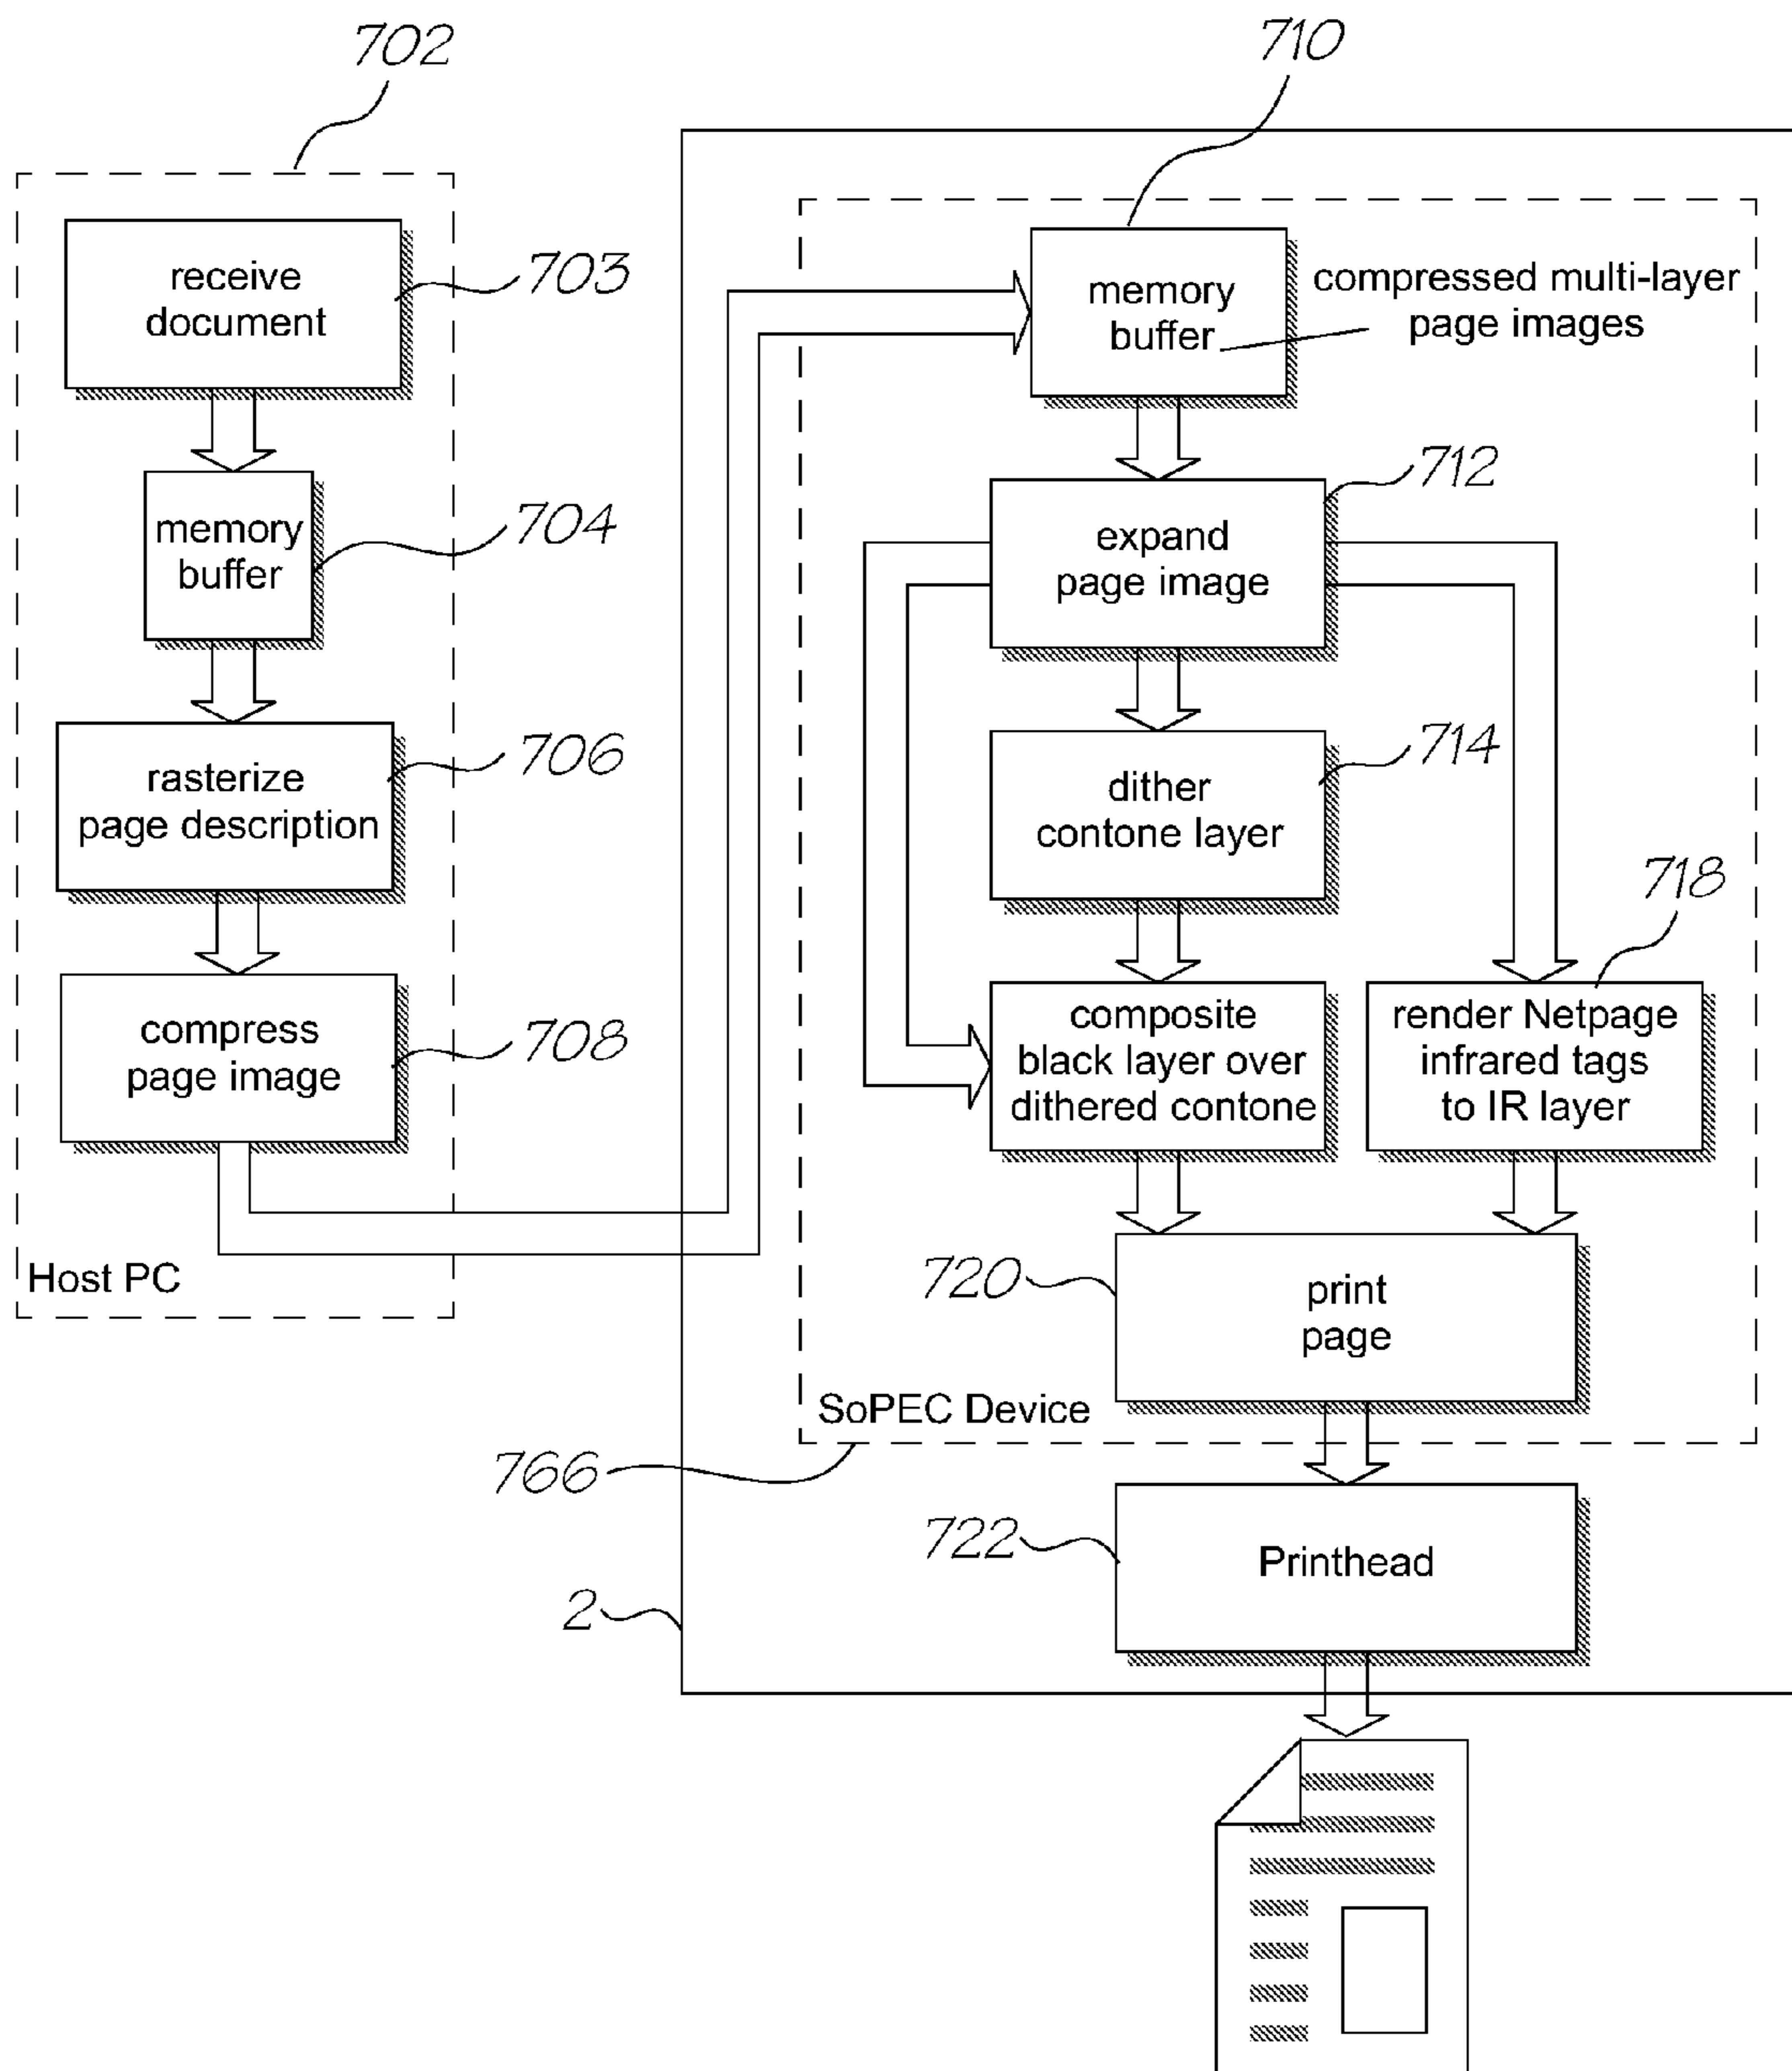 702
710
receive
document
703
memory
buffer
704
rasterize
page description
706
compress
page image
708
Host PC
memory
buffer
compressed multi-layer
page images
expand
page image
712
dither
contone layer
714
718
composite
black layer over
dithered contone
render Netpage
infrared tags
to IR layer
720
print
page
SoPEC Device
766
722
Printhead
2